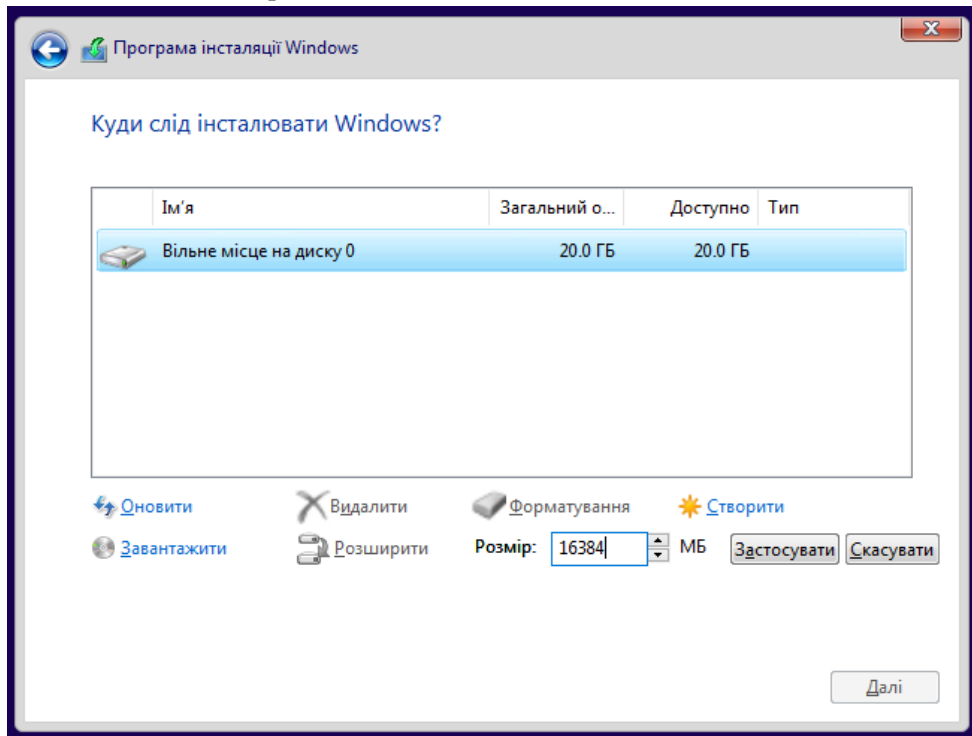 Програма інсталяції Windows
X
Куди слід інсталювати Windows?
Ім'я Загальний о... Доступно Тип
Вільне місце на диску 0 20.0 ГБ 20.0 ГБ
Оновити Видалити Форматування Створити
Завантажити Розширити Розмір: 16384 МБ Застосувати Скасувати
Далі